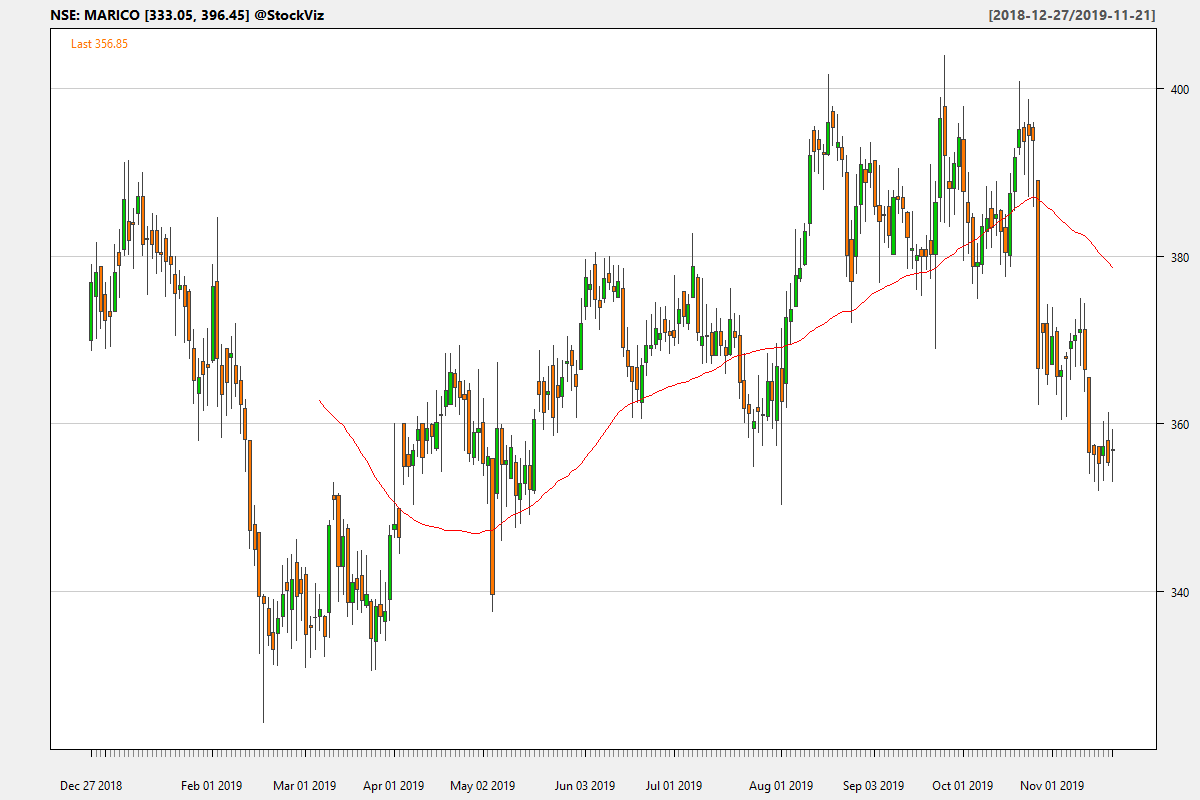 NSE: MARICO [333.05, 396.45] @StockViz
[2018-12-27/2019-11-21]
Last 356.85
400
380
360
340
Dec 27 2018 Feb 01 2019 Mar 01 2019 Apr 01 2019 May 02 2019 Jun 03 2019 Jul 01 2019 Aug 01 2019 Sep 03 2019 Oct 01 2019 Nov 01 2019